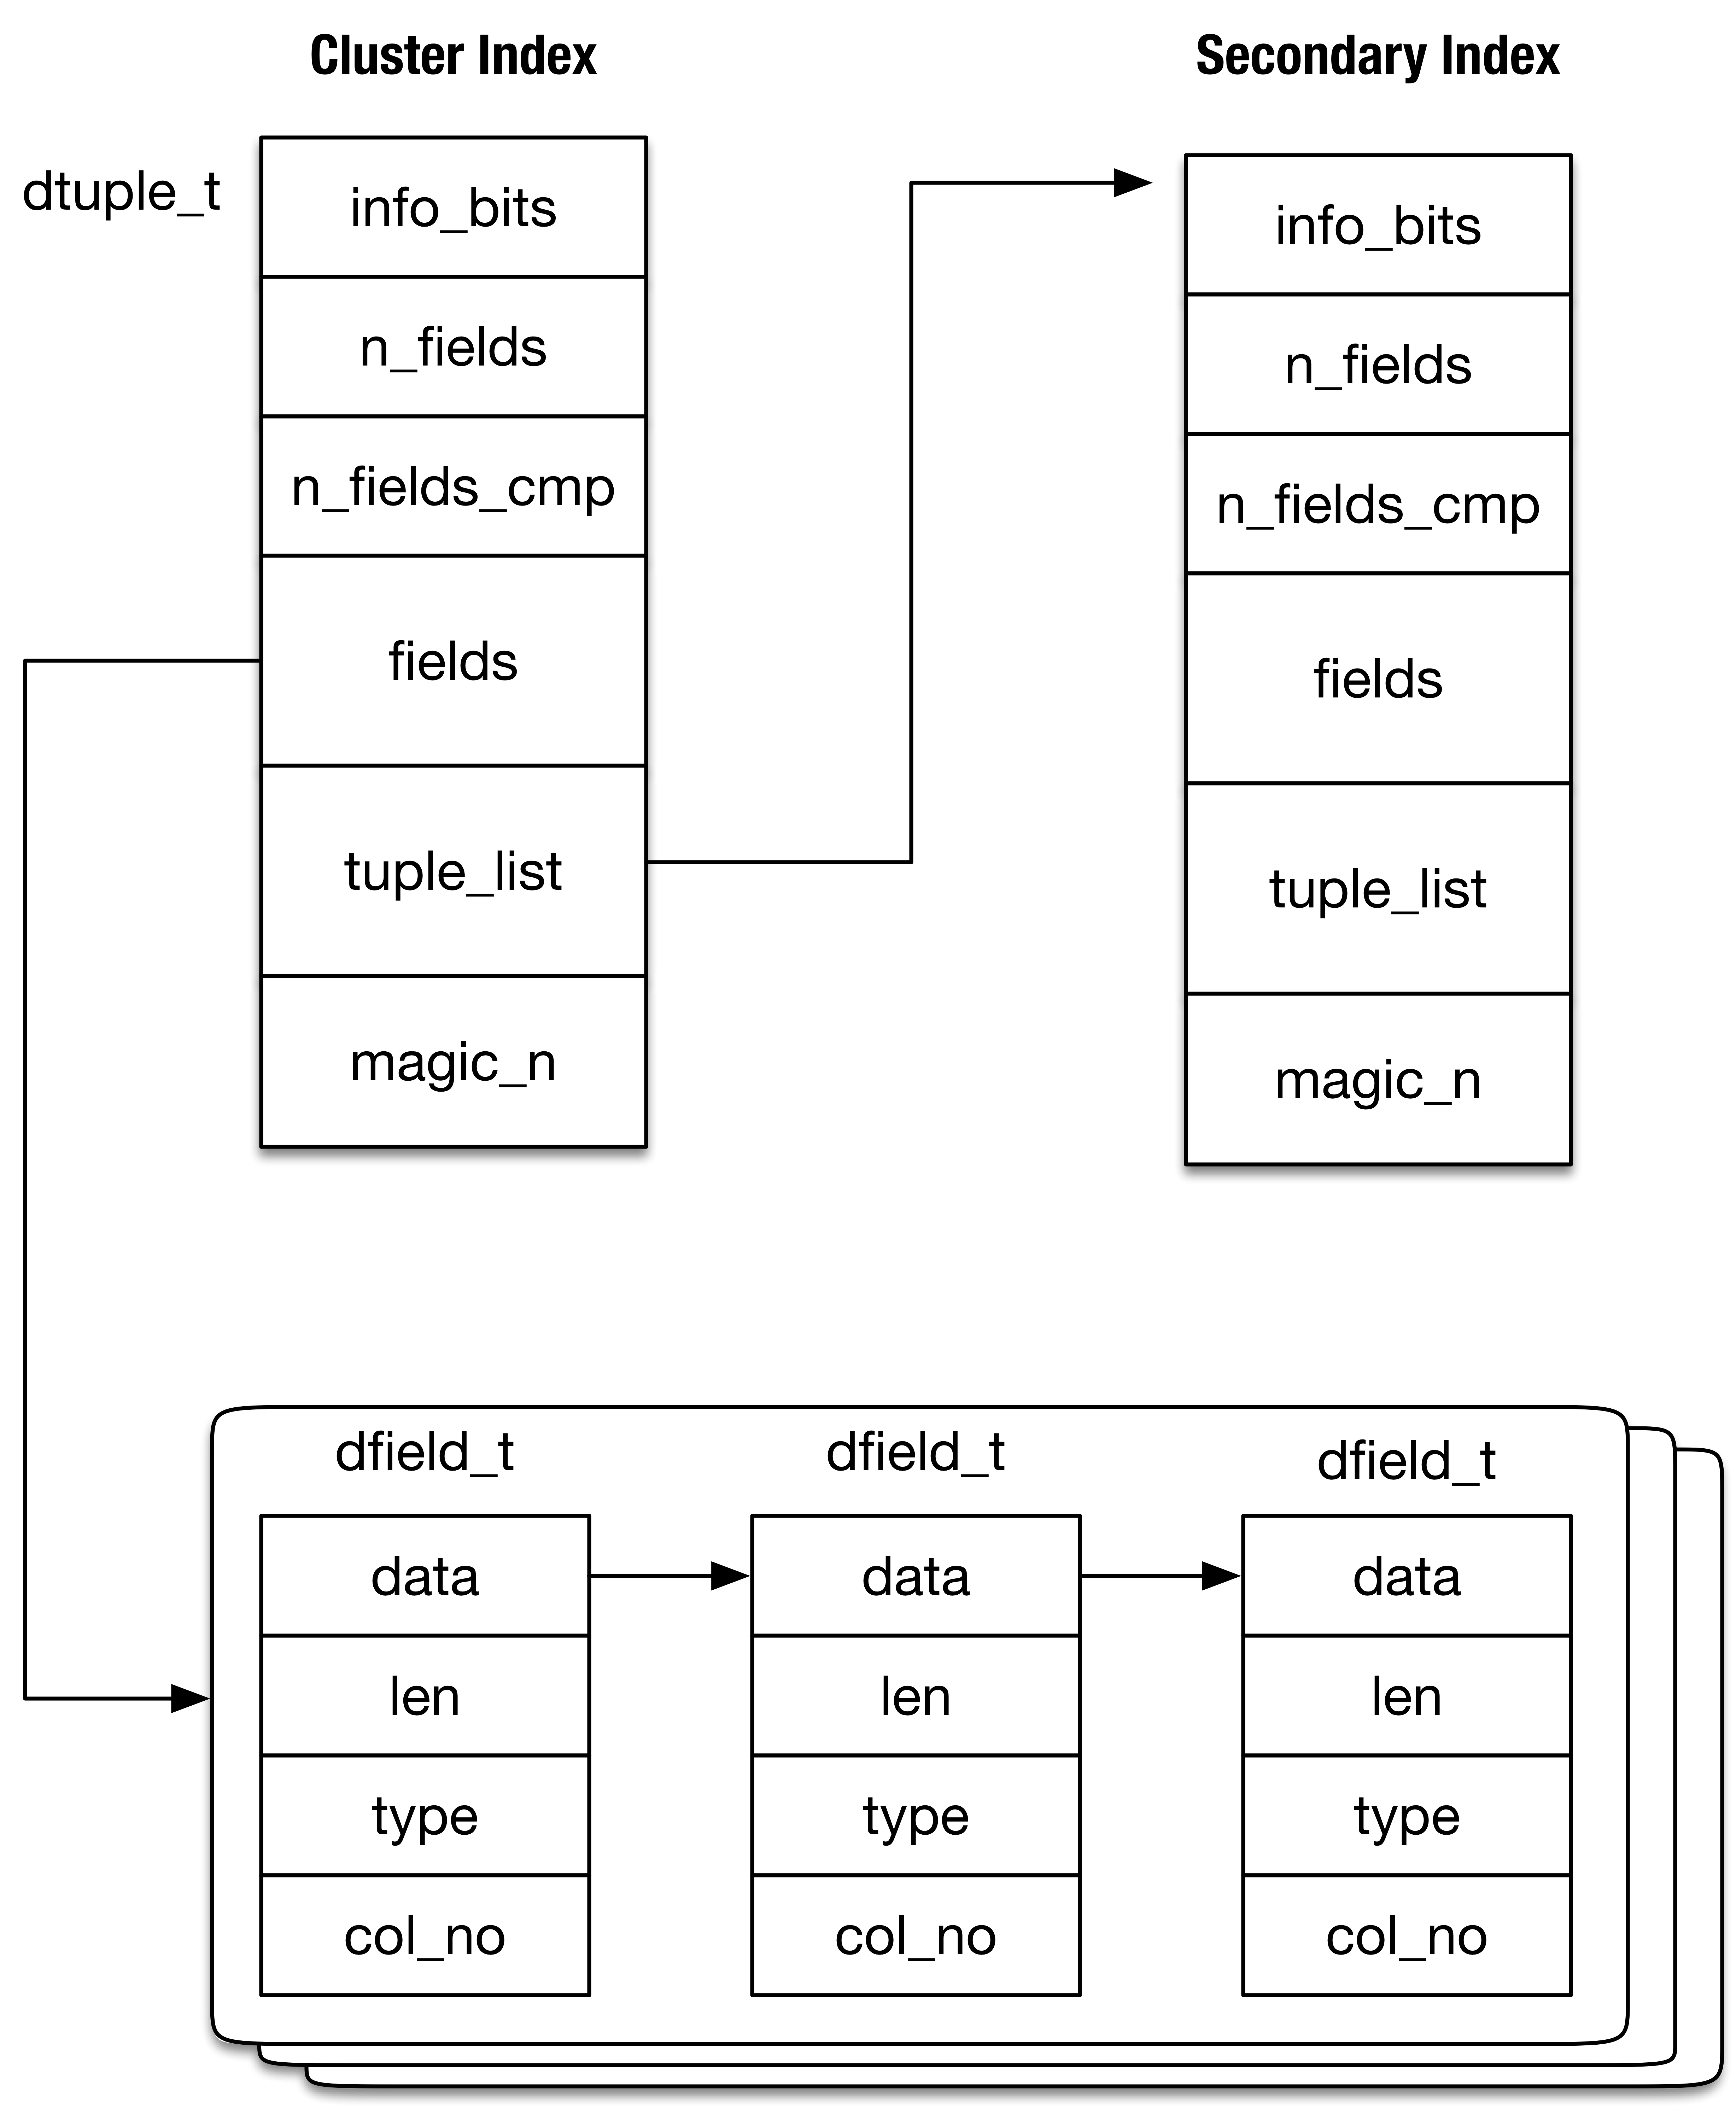 Cluster Index
Secondary Index
dtuple_t
info_bits
n_fields
n_fields_cmp
fields
tuple_list
magic_n
info_bits
n_fields
n_fields_cmp
fields
tuple_list
magic_n
dfield_t
dfield_t
dfield_t
data
data
data
len
len
len
type
type
type
col_no
col_no
col_no